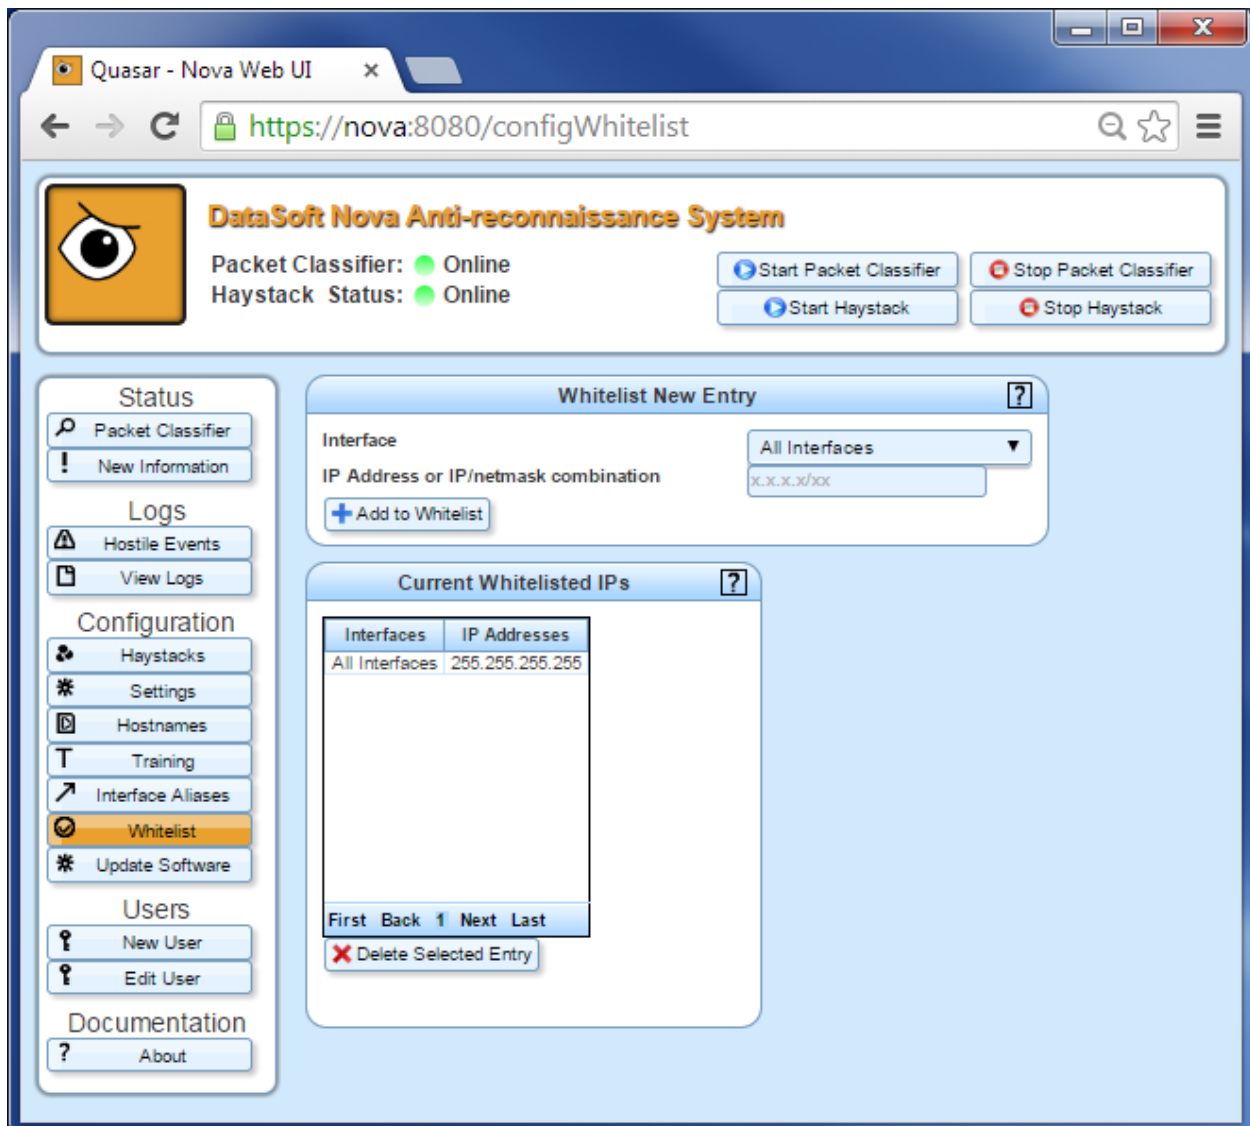 Quasar - Nova Web UI
https://nova:8080/configWhitelist
DataSoft Nova Anti-reconnaissance System
Packet Classifier: Online
Haystack Status: Online
Start Packet Classifier
Stop Packet Classifier
Start Haystack
Stop Haystack
Status
Packet Classifier
! New Information
Logs
Hostile Events
View Logs
Configuration
Haystacks
Settings
Hostnames
T Training
Interface Aliases
Whitelist
Update Software
Users
New User
Edit User
Documentation
? About
Whitelist New Entry ?
Interface All Interfaces
IP Address or IP/netmask combination x.x.x.x/xx
Add to Whitelist
Current Whitelisted IPs ?
Interfaces IP Addresses
All Interfaces 255.255.255.255
First Back 1 Next Last
Delete Selected Entry